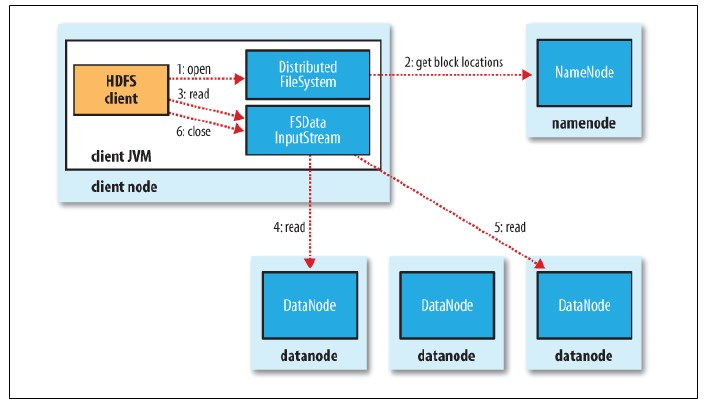 HDFS
client
1: open
3: read
6: close
Distributed
FileSystem
FSData
InputStream
client JVM
client node
2: get block locations
NameNode
namenode
4: read
5: read
DataNode
datanode
DataNode
datanode
DataNode
datanode